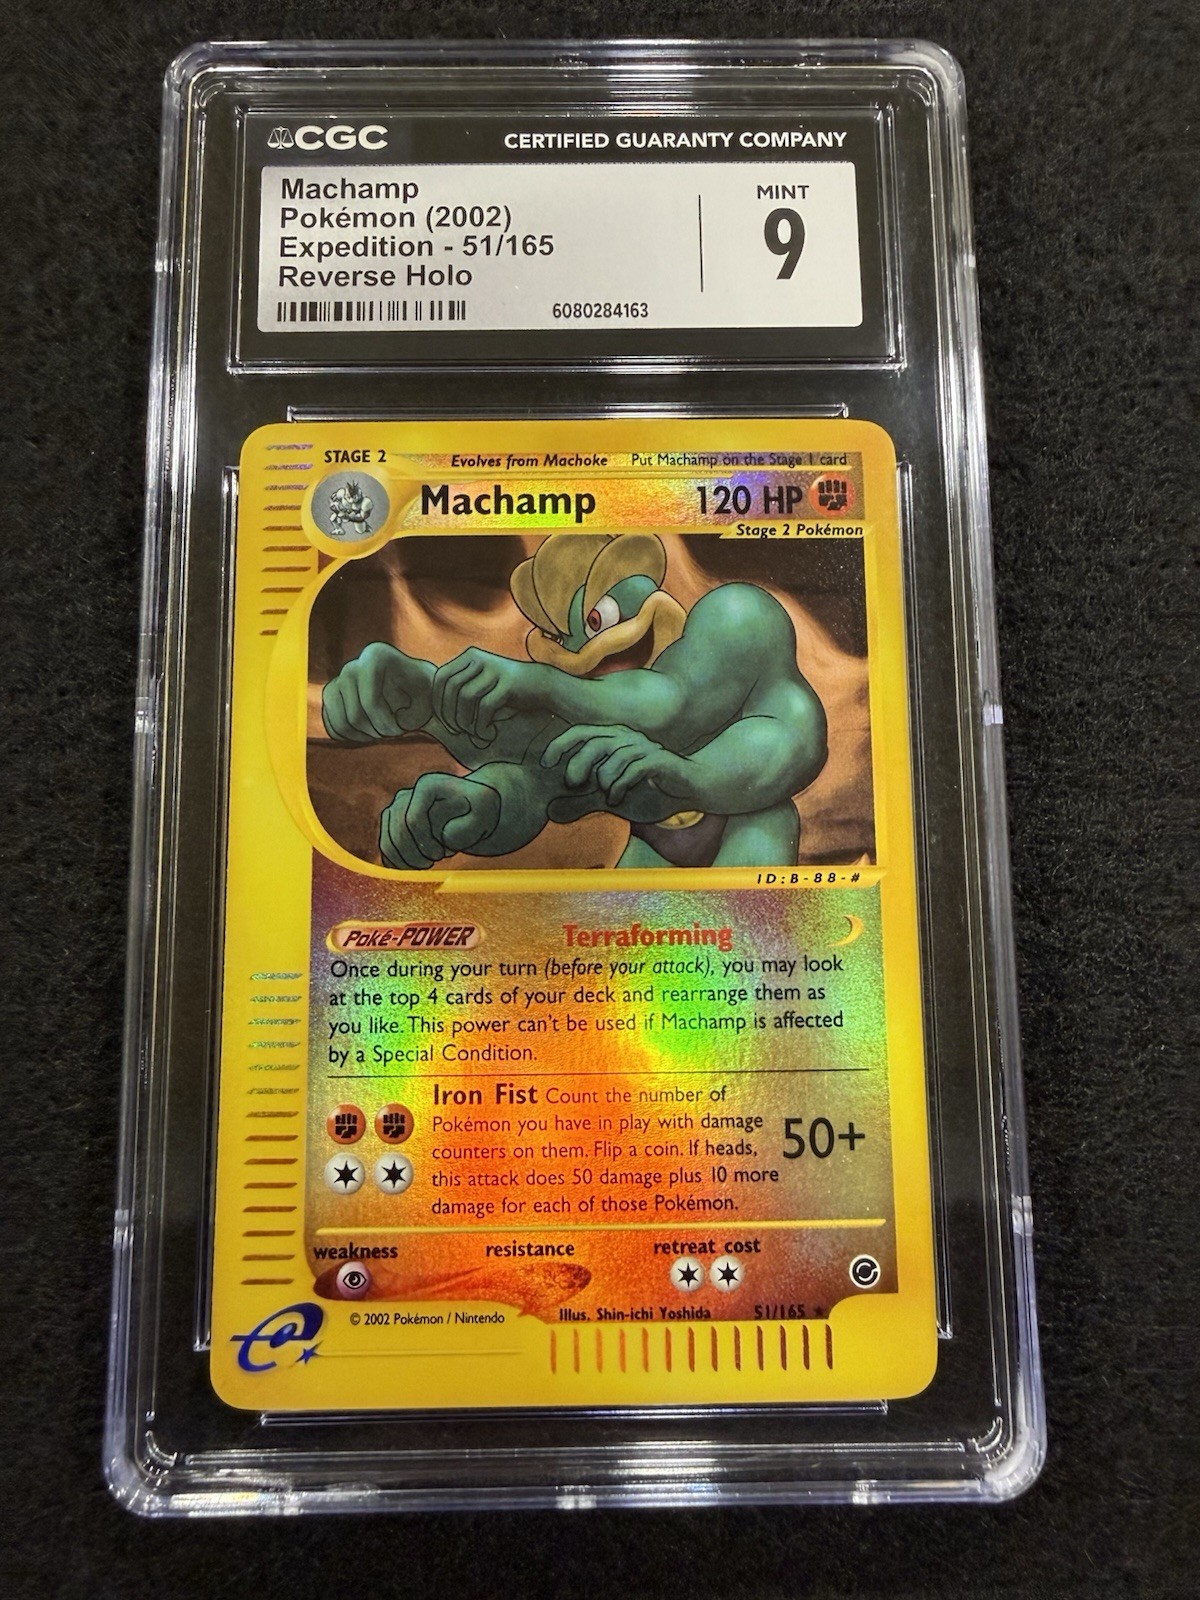 CGC
CERTIFIED GUARANTY COMPANY
Machamp
Pokémon (2002)
Expedition - 51/165
Reverse Holo
MINT
9
6080284163
STAGE 2
Evolves from Machoke
Put Machamp on the Stage 1 card
Machamp
120 HP
Stage 2 Pokémon
ID:B-88-#
Poké-POWER
Terraforming
Once during your turn (before your attack), you may look
at the top 4 cards of your deck and rearrange them as
you like. This power can't be used if Machamp is affected
by a Special Condition.
Iron Fist Count the number of
Pokémon you have in play with damage
counters on them. Flip a coin. If heads,
this attack does 50 damage plus 10 more
damage for each of those Pokémon.
50+
weakness
resistance
retreat cost
© 2002 Pokémon / Nintendo
Illus. Shin-ichi Yoshida
51/165 ★
e